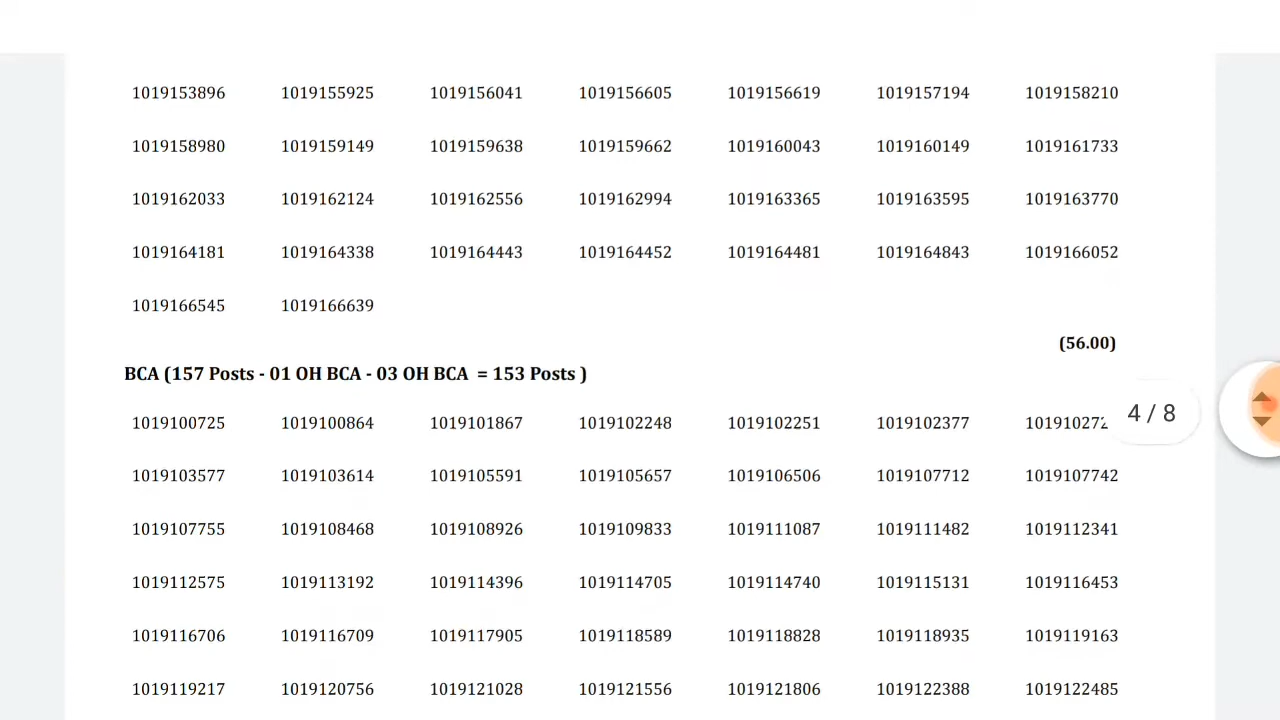 1019153896 1019155925 1019156041 1019156605 1019156619 1019157194 1019158210
1019158980 1019159149 1019159638 1019159662 1019160043 1019160149 1019161733
1019162033 1019162124 1019162556 1019162994 1019163365 1019163595 1019163770
1019164181 1019164338 1019164443 1019164452 1019164481 1019164843 1019166052
1019166545 1019166639
(56.00)
BCA (157 Posts - 01 OH BCA - 03 OH BCA = 153 Posts )
1019100725 1019100864 1019101867 1019102248 1019102251 1019102377
4 / 8
1019103577 1019103614 1019105591 1019105657 1019106506 1019107712 1019107742
1019107755 1019108468 1019108926 1019109833 1019111087 1019111482 1019112341
1019112575 1019113192 1019114396 1019114705 1019114740 1019115131 1019116453
1019116706 1019116709 1019117905 1019118589 1019118828 1019118935 1019119163
1019119217 1019120756 1019121028 1019121556 1019121806 1019122388 1019122485